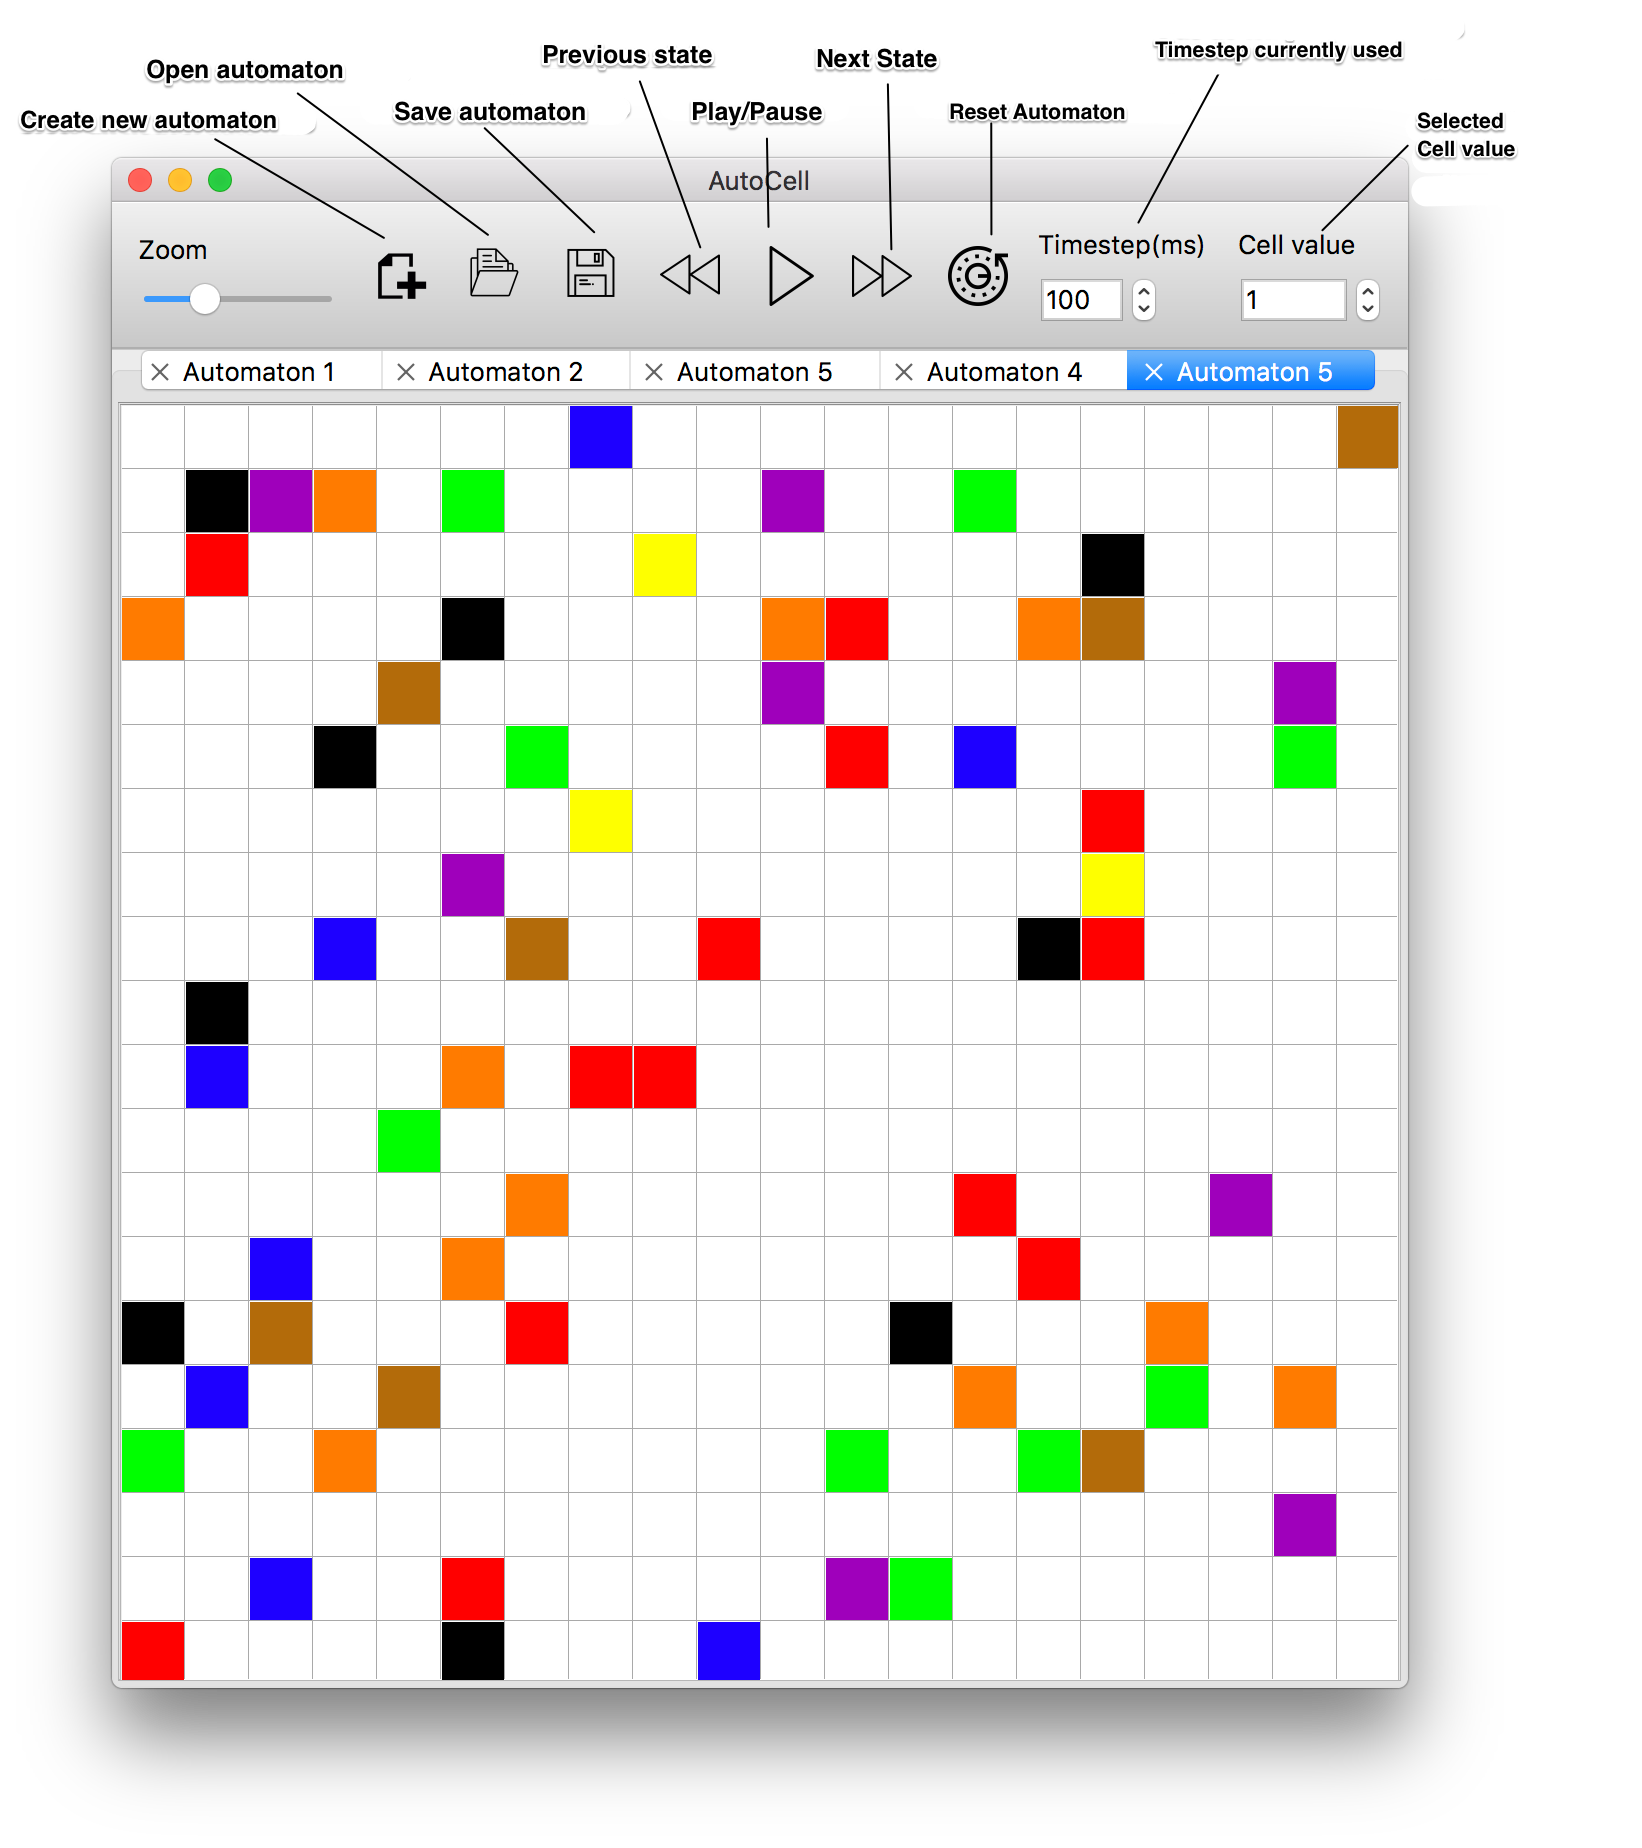 Previous state
Next State
Timestep currently used
Open automaton
Create new automaton
Save automaton
Play/Pause
Reset Automaton
Selected
Cell value
AutoCell
Zoom
Timestep(ms)
Cell value
100
1
Automaton 1
Automaton 2
Automaton 5
Automaton 4
Automaton 5